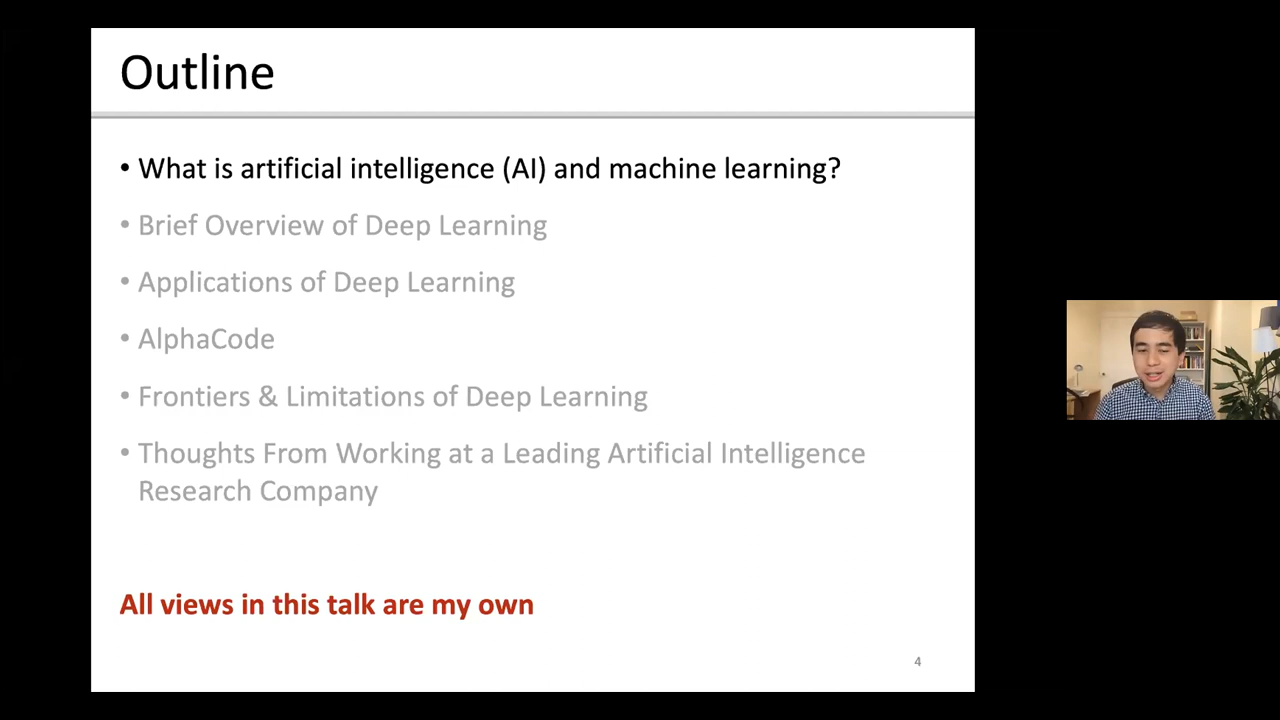 Outline
• What is artificial intelligence (AI) and machine learning?
• Brief Overview of Deep Learning
• Applications of Deep Learning
• AlphaCode
• Frontiers & Limitations of Deep Learning
• Thoughts From Working at a Leading Artificial Intelligence
Research Company
All views in this talk are my own
4